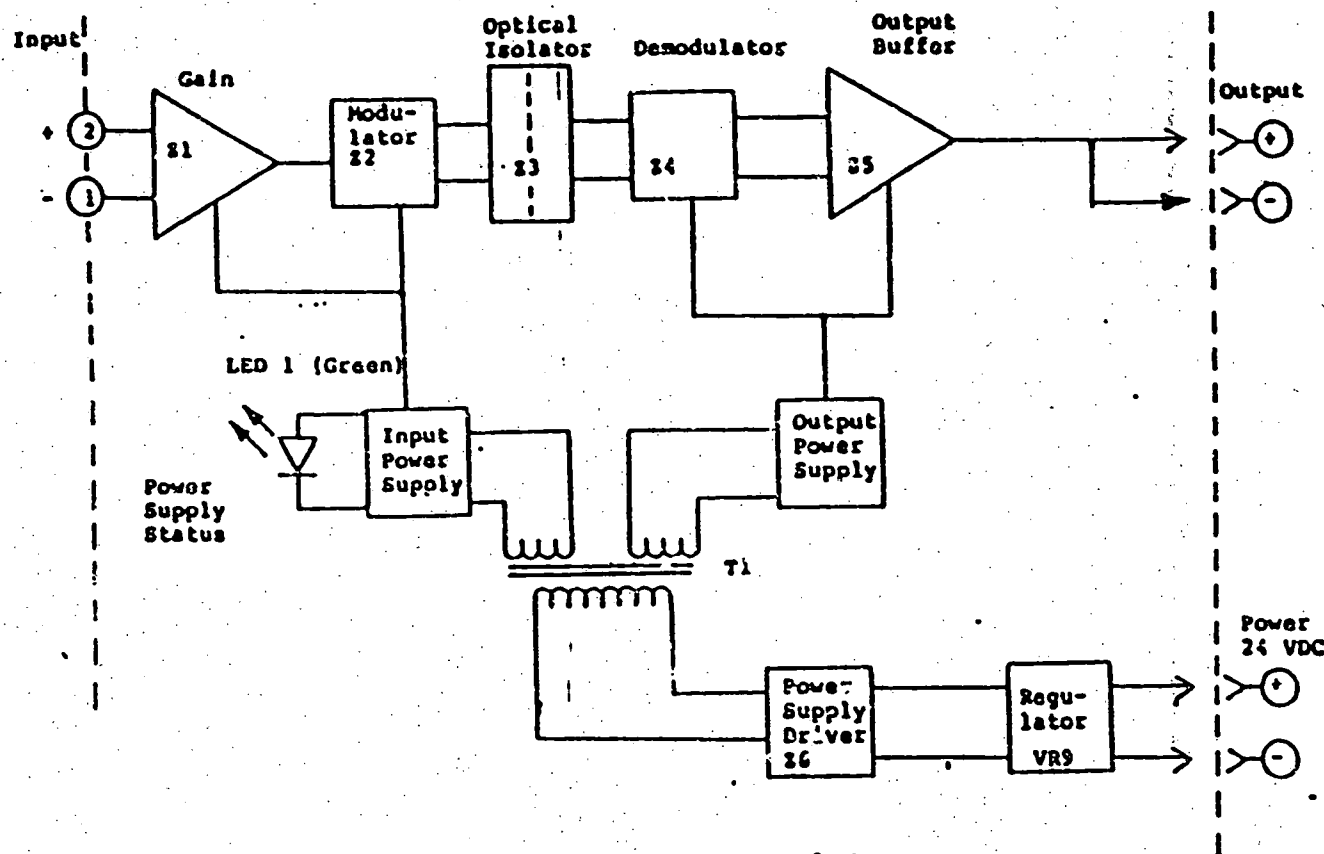 Input
Gain
Optical
Isolator
Demodulator
Output
Buffer
Output
+ 2
- 1
Z1
Modu-
lator
Z2
Z3
Z4
Z5
+
-
LED 1 (Green)
Power
Supply
Status
Input
Power
Supply
Output
Power
Supply
T1
Power
Supply
Driver
Z6
Regu-
lator
VR9
Power
24 VDC
+
-